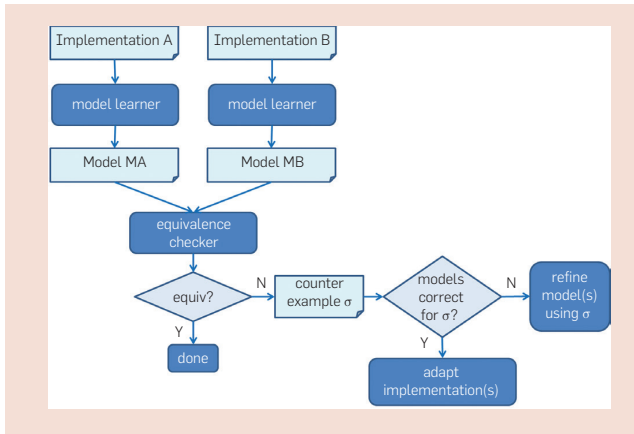 Implementation A
Implementation B
model learner
model learner
Model MA
Model MB
equivalence
checker
equiv?
N
Y
done
counter
example σ
models
correct
for σ?
N
Y
refine
model(s)
using σ
adapt
implementation(s)